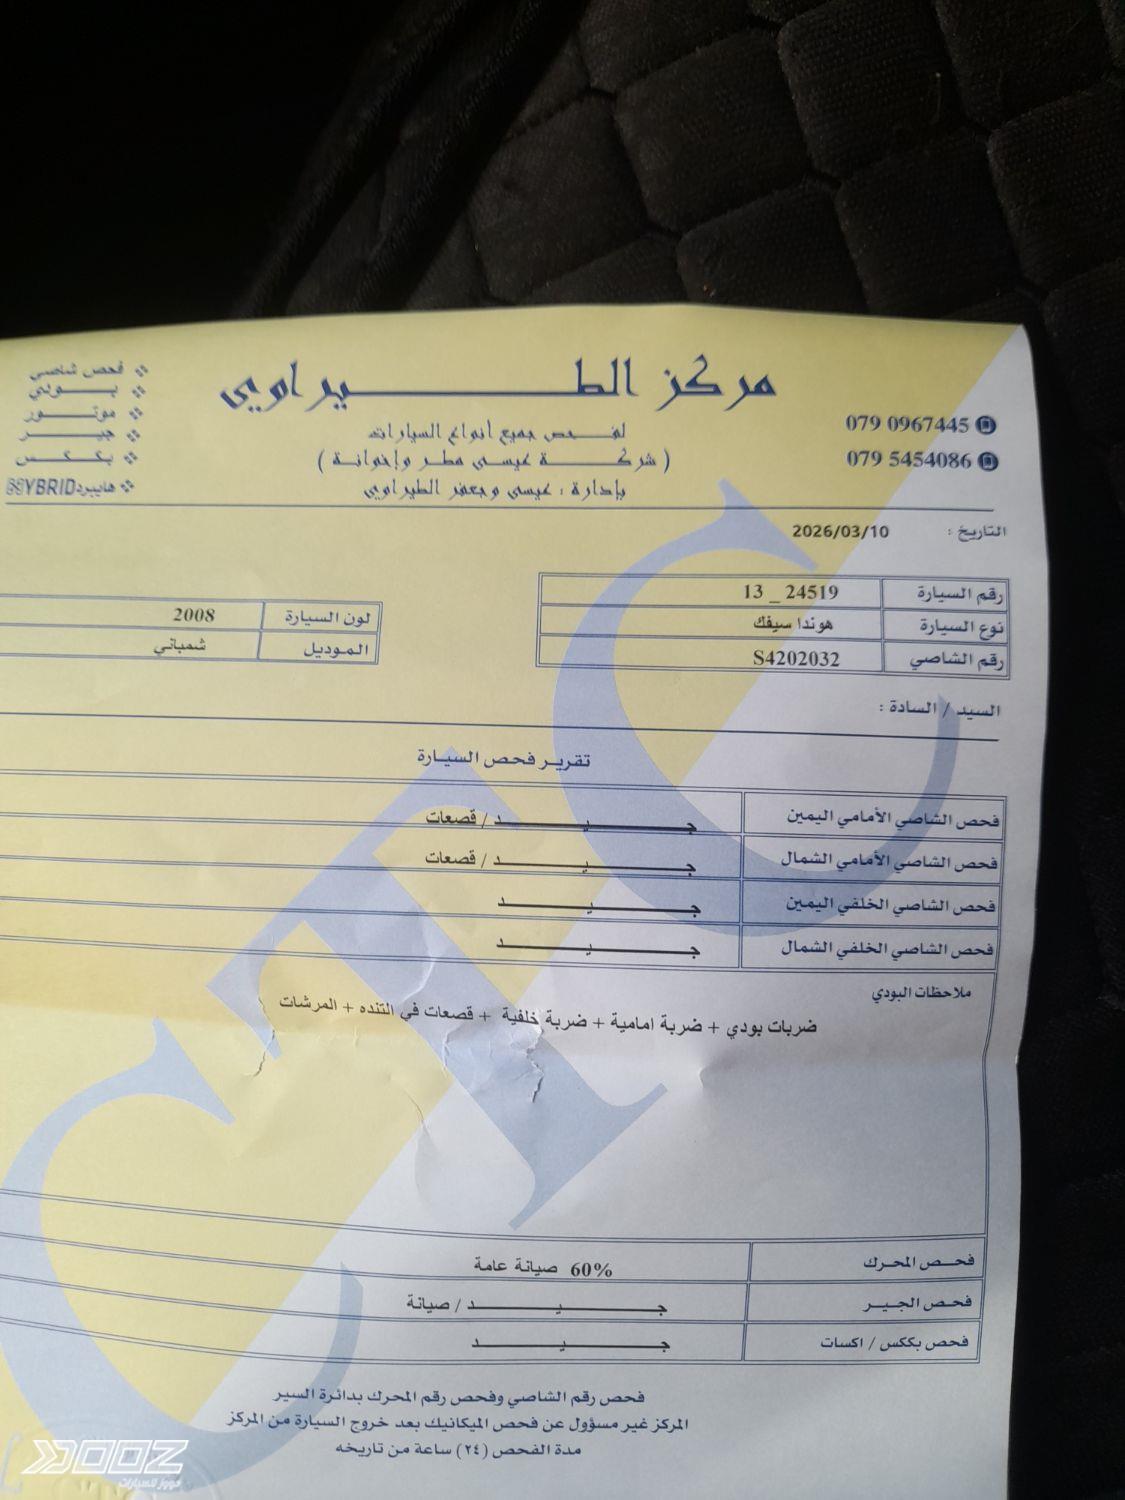 مركز الطيراوي
لفحص جميع أنواع السيارات
( شركة عيسى مطر وإخوانة )
بإدارة : عيسى وجعفر الطيراوي
079 0967445
079 5454086
❖ فحص شاصي
❖ بودي
❖ موتور
❖ جير
❖ بكس
❖ هايبرد HYBRID
التاريخ : 2026/03/10
رقم السيارة 13 _ 24519
نوع السيارة هوندا سيفك
رقم الشاصي S4202032
لون السيارة 2008
الموديل شمباني
السيد / السادة :
تقرير فحص السيارة
فحص الشاصي الأمامي اليمين جيد / قصعات
فحص الشاصي الأمامي الشمال جيد / قصعات
فحص الشاصي الخلفي اليمين جيد
فحص الشاصي الخلفي الشمال جيد
ملاحظات البودي
ضربات بودي + ضربة امامية + ضربة خلفية + قصعات في التنده + المرشات
فحص المحرك 60% صيانة عامة
فحص الجير جيد / صيانة
فحص بككس / اكسات جيد
فحص رقم الشاصي وفحص رقم المحرك بدائرة السير
المركز غير مسؤول عن فحص الميكانيك بعد خروج السيارة من المركز
مدة الفحص (٢٤) ساعة من تاريخه
CTC
DOOZ
دووز للسيارات